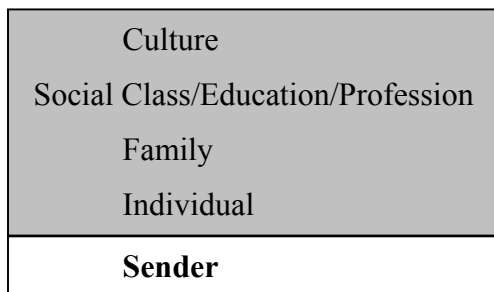 Culture
Social Class/Education/Profession
Family
Individual
Sender